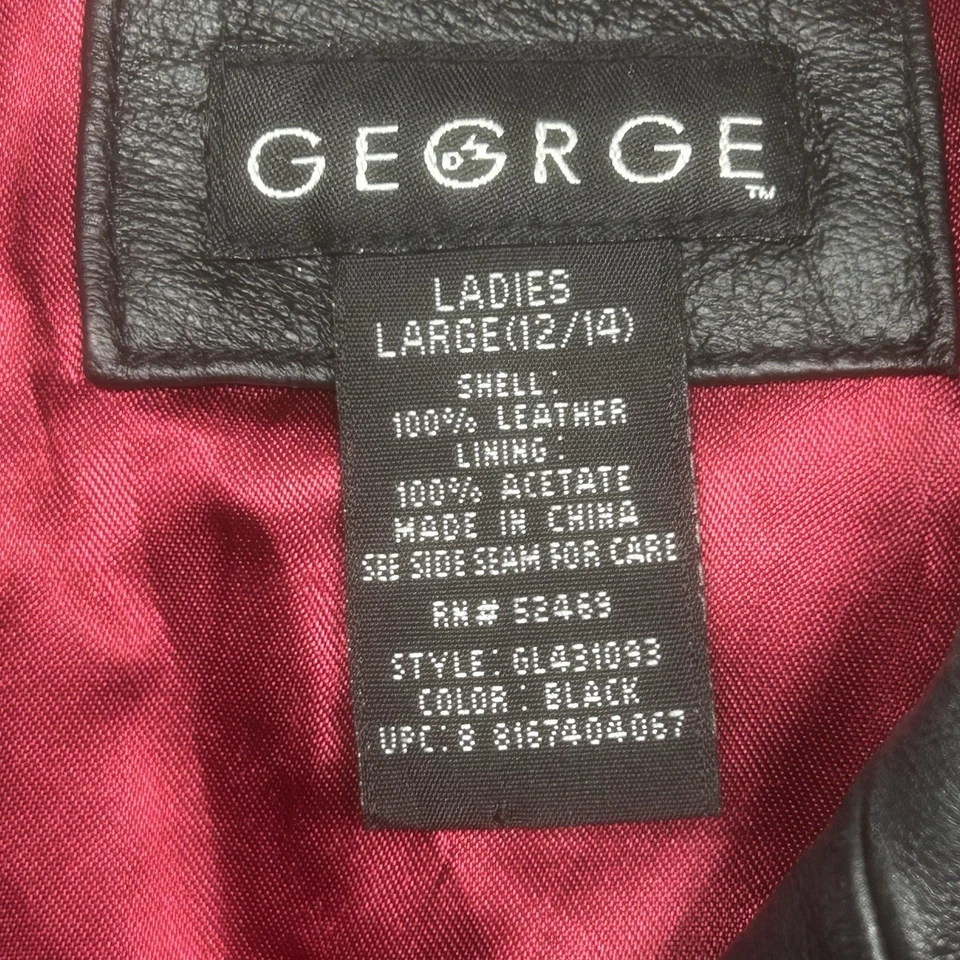 GEORGE
TM
LADIES
LARGE(12/14)
SHELL:
100% LEATHER
LINING:
100% ACETATE
MADE IN CHINA
SEE SIDE SEAM FOR CARE
RN# 52469
STYLE: GL431093
COLOR: BLACK
UPC: 8 8167404067